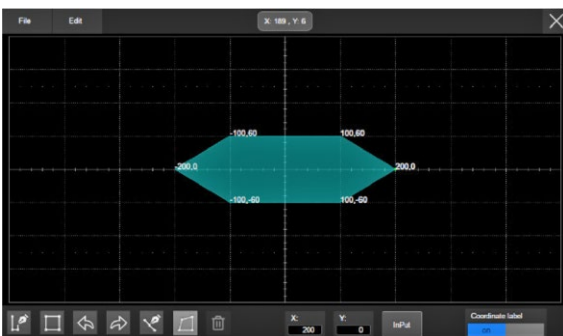 File Edit X: 189 , Y: 6
-100,60 100,60
-200,0 200,0
-100,-60 100,-60
X: Y: Coordinate label
200 0 InPut on